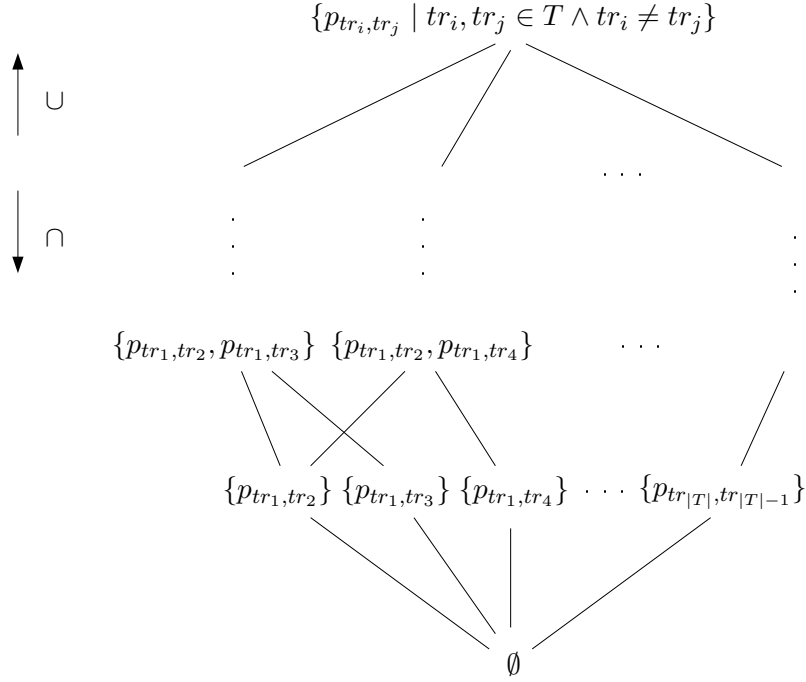 {p_{tr_i,tr_j} | tr_i, tr_j ∈ T ∧ tr_i ≠ tr_j}
∪
. . .
∩
{p_{tr_1,tr_2}, p_{tr_1,tr_3}} {p_{tr_1,tr_2}, p_{tr_1,tr_4}} . . .
{p_{tr_1,tr_2}} {p_{tr_1,tr_3}} {p_{tr_1,tr_4}} . . . {p_{tr_{|T|},tr_{|T|-1}}}
∅